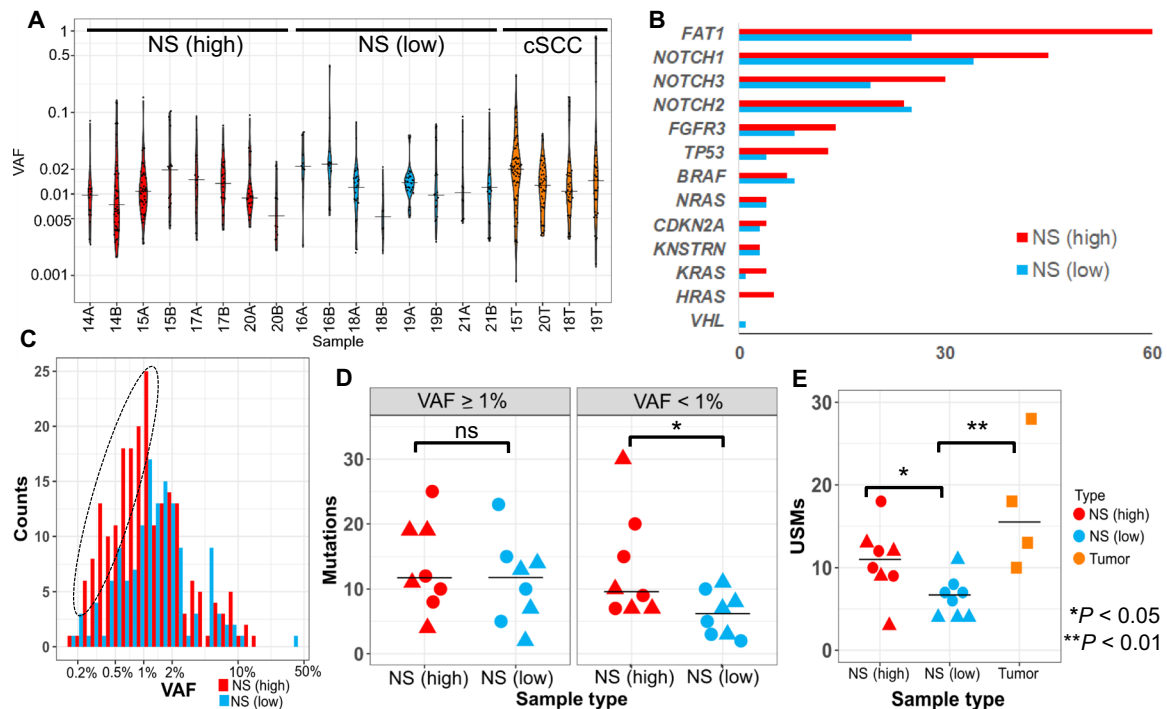 A
NS (high)
NS (low)
cSCC
1
0.5
0.1
0.02
0.01
0.005
0.001
VAF
14A
14B
15A
15B
17A
17B
20A
20B
16A
16B
18A
18B
19A
19B
21A
21B
15T
20T
18T
19T
Sample
B
FAT1
NOTCH1
NOTCH3
NOTCH2
FGFR3
TP53
BRAF
NRAS
CDKN2A
KNSTRN
KRAS
HRAS
VHL
NS (high)
NS (low)
0
30
60
C
25
20
15
10
5
0
Counts
0.2%
0.5%
1%
2%
10%
50%
VAF
NS (high)
NS (low)
D
VAF ≥ 1%
VAF < 1%
ns
*
30
20
10
0
Mutations
NS (high)
NS (low)
NS (high)
NS (low)
Sample type
E
30
20
10
0
USMs
*
**
NS (high)
NS (low)
Tumor
Sample type
Type
NS (high)
NS (low)
Tumor
*P < 0.05
**P < 0.01